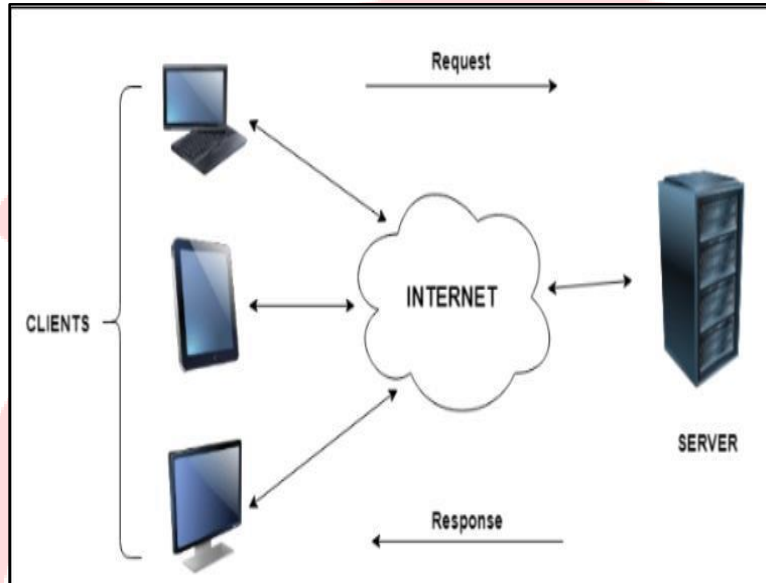 Request
CLIENTS
INTERNET
SERVER
Response